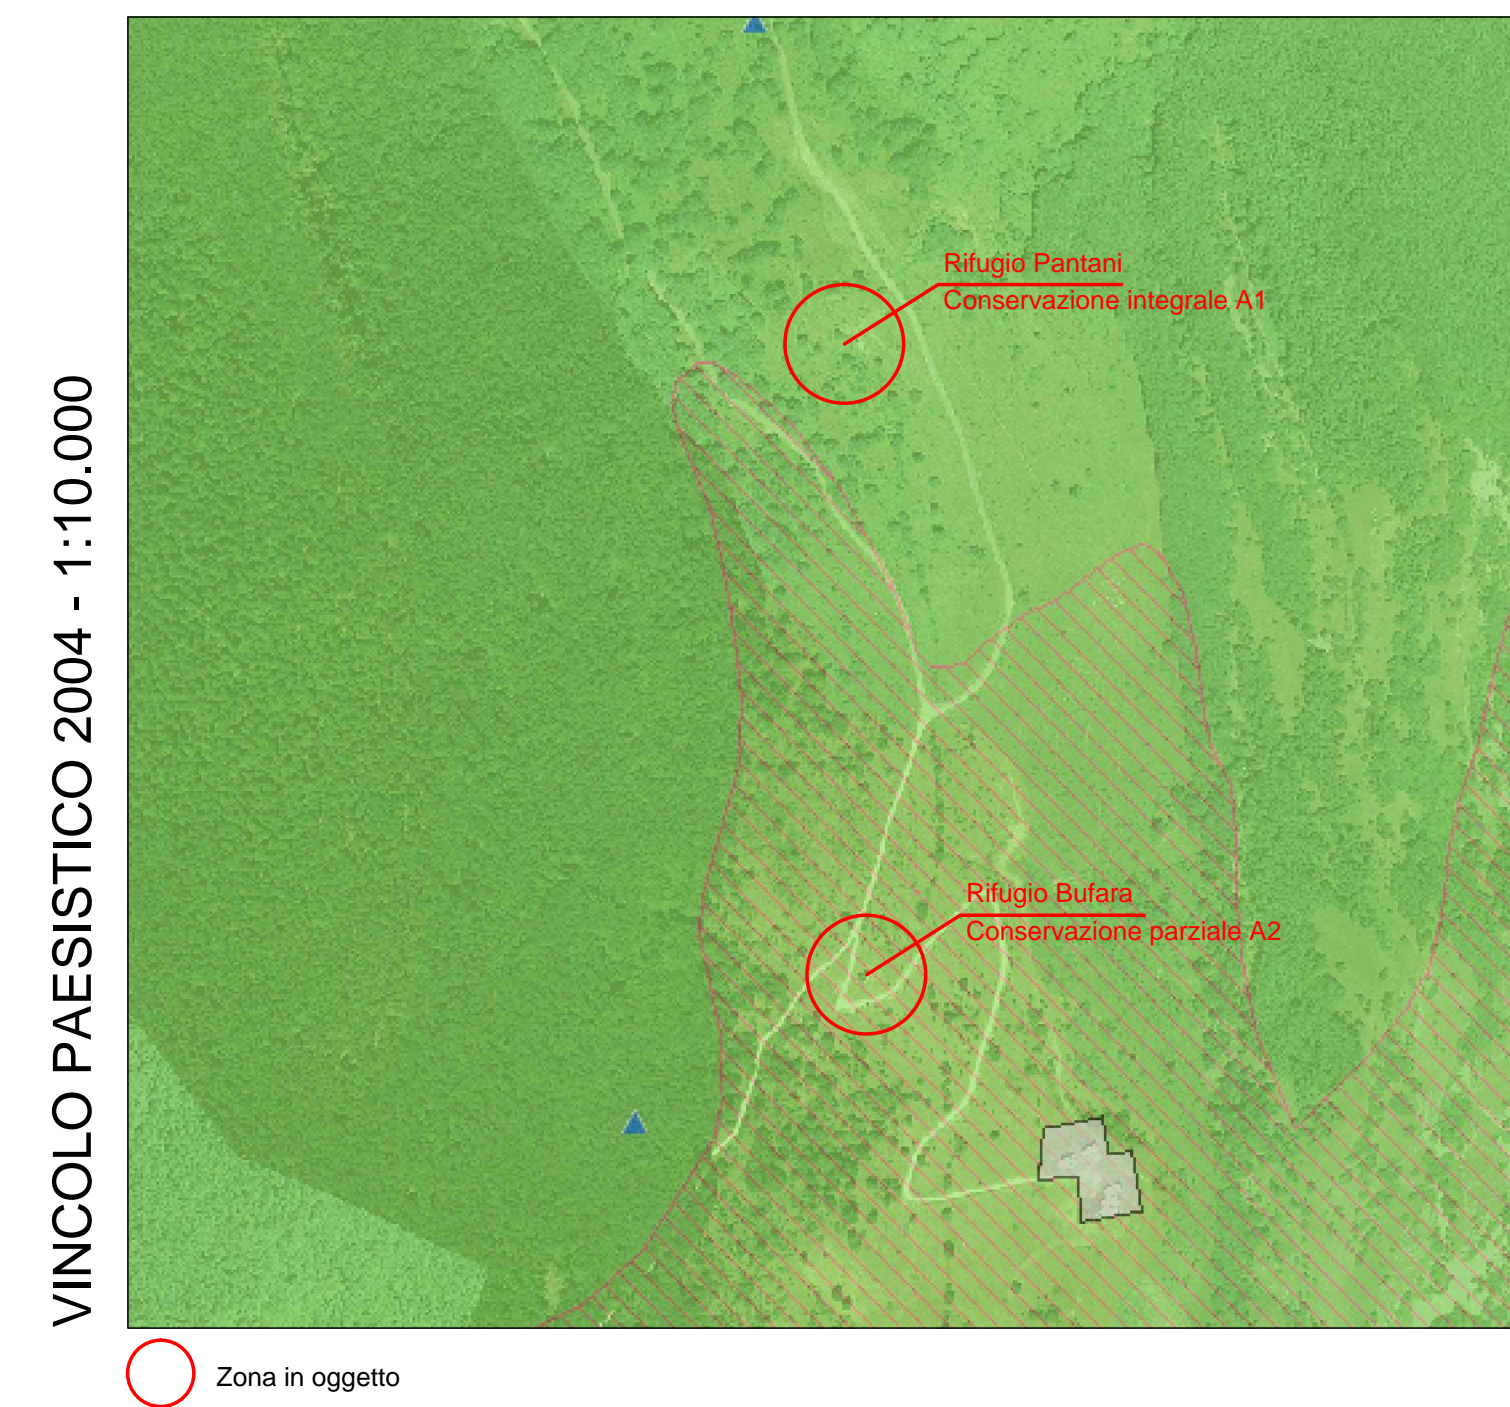 VINCOLO PAESISTICO 2004 - 1:10.000
Rifugio Pantani
Conservazione integrale A1
Rifugio Bufara
Conservazione parziale A2
Zona in oggetto